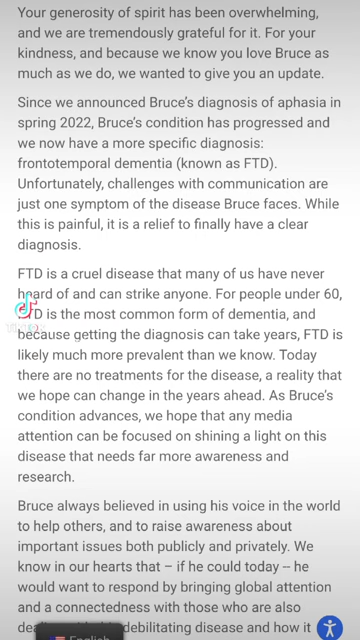 Your generosity of spirit has been overwhelming,
and we are tremendously grateful for it. For your
kindness, and because we know you love Bruce as
much as we do, we wanted to give you an update.
Since we announced Bruce's diagnosis of aphasia in
spring 2022, Bruce's condition has progressed and
we now have a more specific diagnosis:
frontotemporal dementia (known as FTD).
Unfortunately, challenges with communication are
just one symptom of the disease Bruce faces. While
this is painful, it is a relief to finally have a clear
diagnosis.
FTD is a cruel disease that many of us have never
heard of and can strike anyone. For people under 60,
FTD is the most common form of dementia, and
because getting the diagnosis can take years, FTD is
likely much more prevalent than we know. Today
there are no treatments for the disease, a reality that
we hope can change in the years ahead. As Bruce's
condition advances, we hope that any media
attention can be focused on shining a light on this
disease that needs far more awareness and
research.
Bruce always believed in using his voice in the world
to help others, and to raise awareness about
important issues both publicly and privately. We
know in our hearts that – if he could today -- he
would want to respond by bringing global attention
and a connectedness with those who are also
debilitating disease and how it
English